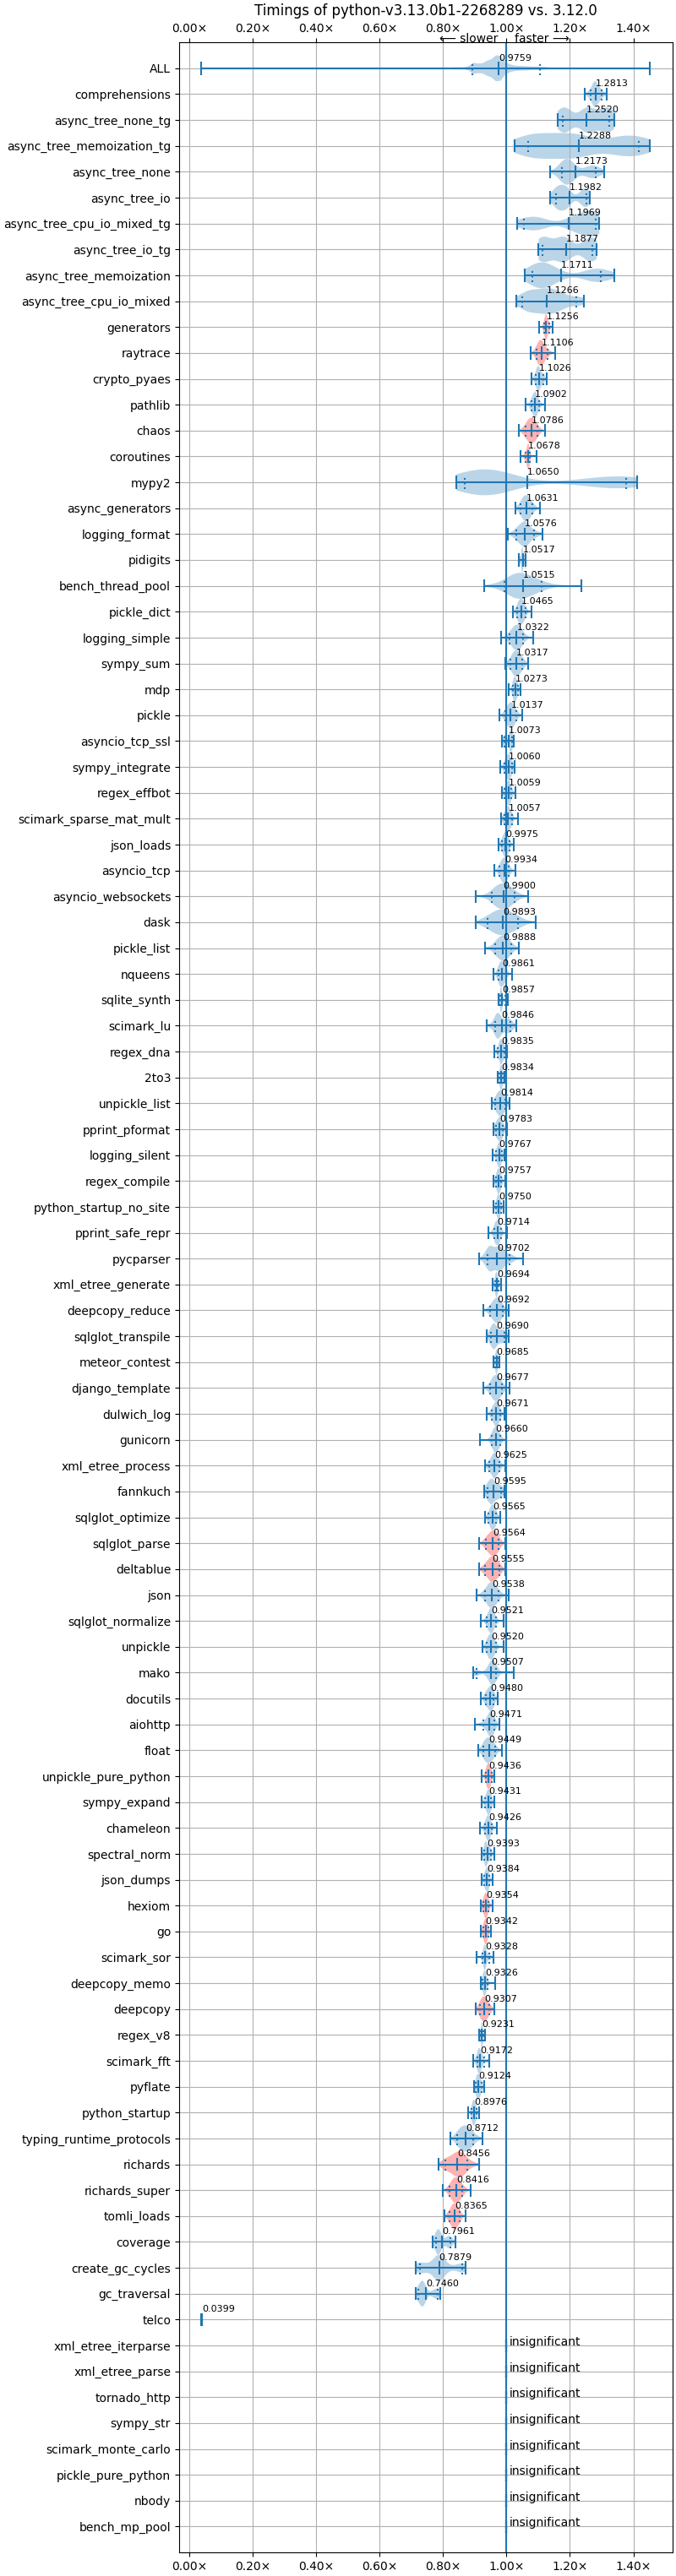 Timings of python-v3.13.0b1-2268289 vs. 3.12.0
0.00× 0.20× 0.40× 0.60× 0.80× 1.00× 1.20× 1.40×
⟵ slower faster ⟶
ALL 0.9759
comprehensions 1.2813
async_tree_none_tg 1.2520
async_tree_memoization_tg 1.2288
async_tree_none 1.2173
async_tree_io 1.1982
async_tree_cpu_io_mixed_tg 1.1969
async_tree_io_tg 1.1877
async_tree_memoization 1.1711
async_tree_cpu_io_mixed 1.1266
generators 1.1256
raytrace 1.1106
crypto_pyaes 1.1026
pathlib 1.0902
chaos 1.0786
coroutines 1.0678
mypy2 1.0650
async_generators 1.0631
logging_format 1.0576
pidigits 1.0517
bench_thread_pool 1.0515
pickle_dict 1.0465
logging_simple 1.0322
sympy_sum 1.0317
mdp 1.0273
pickle 1.0137
asyncio_tcp_ssl 1.0073
sympy_integrate 1.0060
regex_effbot 1.0059
scimark_sparse_mat_mult 1.0057
json_loads 0.9975
asyncio_tcp 0.9934
asyncio_websockets 0.9900
dask 0.9893
pickle_list 0.9888
nqueens 0.9861
sqlite_synth 0.9857
scimark_lu 0.9846
regex_dna 0.9835
2to3 0.9834
unpickle_list 0.9814
pprint_pformat 0.9783
logging_silent 0.9767
regex_compile 0.9757
python_startup_no_site 0.9750
pprint_safe_repr 0.9714
pycparser 0.9702
xml_etree_generate 0.9694
deepcopy_reduce 0.9692
sqlglot_transpile 0.9690
meteor_contest 0.9685
django_template 0.9677
dulwich_log 0.9671
gunicorn 0.9660
xml_etree_process 0.9625
fannkuch 0.9595
sqlglot_optimize 0.9565
sqlglot_parse 0.9564
deltablue 0.9555
json 0.9538
sqlglot_normalize 0.9521
unpickle 0.9520
mako 0.9507
docutils 0.9480
aiohttp 0.9471
float 0.9449
unpickle_pure_python 0.9436
sympy_expand 0.9431
chameleon 0.9426
spectral_norm 0.9393
json_dumps 0.9384
hexiom 0.9354
go 0.9342
scimark_sor 0.9328
deepcopy_memo 0.9326
deepcopy 0.9307
regex_v8 0.9231
scimark_fft 0.9172
pyflate 0.9124
python_startup 0.8976
typing_runtime_protocols 0.8712
richards 0.8456
richards_super 0.8416
tomli_loads 0.8365
coverage 0.7961
create_gc_cycles 0.7879
gc_traversal 0.7460
telco 0.0399
xml_etree_iterparse insignificant
xml_etree_parse insignificant
tornado_http insignificant
sympy_str insignificant
scimark_monte_carlo insignificant
pickle_pure_python insignificant
nbody insignificant
bench_mp_pool insignificant
0.00× 0.20× 0.40× 0.60× 0.80× 1.00× 1.20× 1.40×